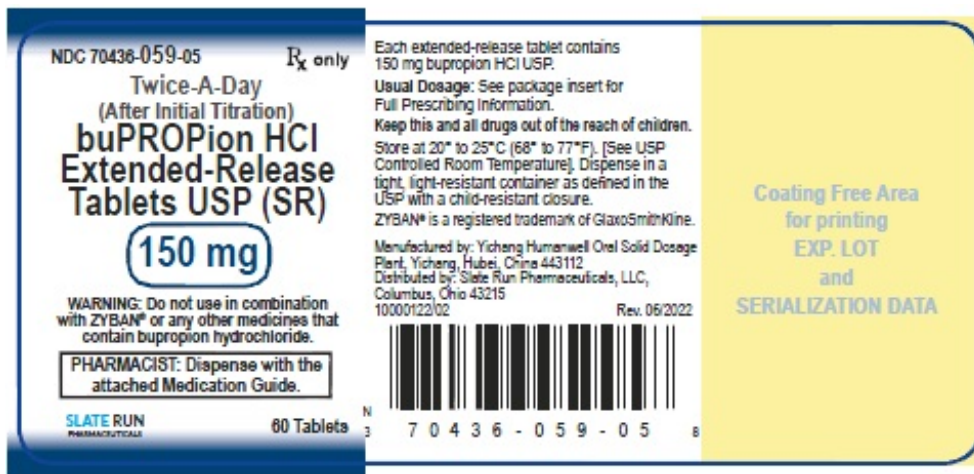 NDC 70436-059-05 Rx only
Twice-A-Day
(After Initial Titration)
buPROPion HCl
Extended-Release
Tablets USP (SR)
150 mg
WARNING: Do not use in combination
with ZYBAN® or any other medicines that
contain bupropion hydrochloride.
PHARMACIST: Dispense with the
attached Medication Guide.
SLATE RUN
PHARMACEUTICALS
60 Tablets
Each extended-release tablet contains
150 mg bupropion HCl USP.
Usual Dosage: See package insert for
Full Prescribing Information.
Keep this and all drugs out of the reach of children.
Store at 20° to 25°C (68° to 77°F). [See USP
Controlled Room Temperature]. Dispense in a
tight, light-resistant container as defined in the
USP with a child-resistant closure.
ZYBAN® is a registered trademark of GlaxoSmithKline.
Manufactured by: Yichang Humanwell Oral Solid Dosage
Plant, Yichang, Hubei, China 443112
Distributed by: Slate Run Pharmaceuticals, LLC,
Columbus, Ohio 43215
10000122/02 Rev. 06/2022
N
3 70436-059-05 8
Coating Free Area
for printing
EXP. LOT
and
SERIALIZATION DATA